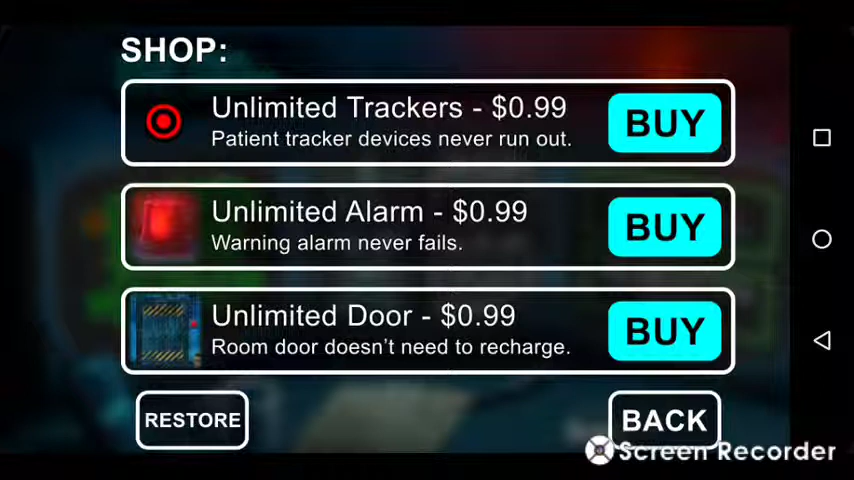 SHOP:
Unlimited Trackers - $0.99
Patient tracker devices never run out.
BUY
Unlimited Alarm - $0.99
Warning alarm never fails.
BUY
Unlimited Door - $0.99
Room door doesn't need to recharge.
BUY
RESTORE
BACK
Screen Recorder